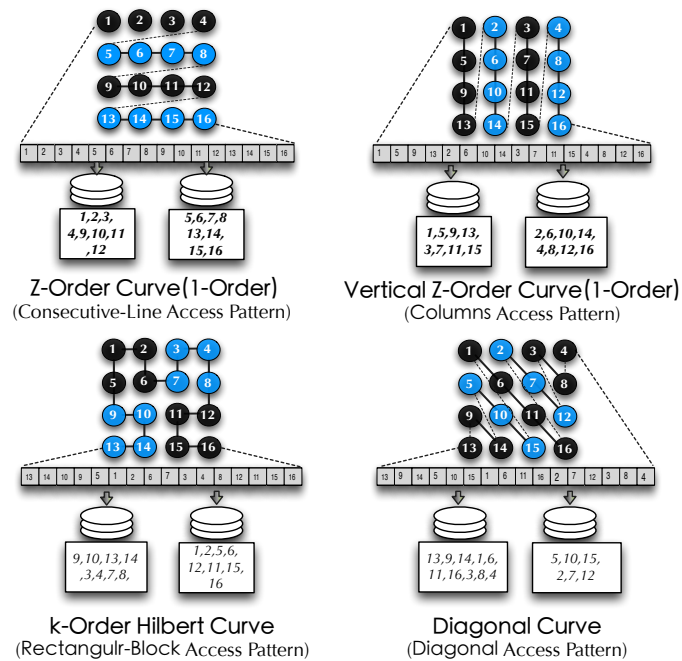 1 2 3 4
5 6 7 8
9 10 11 12
13 14 15 16
1 2 3 4 5 6 7 8 9 10 11 12 13 14 15 16
1,2,3,
4,9,10,11
,12
5,6,7,8
13,14,
15,16
Z-Order Curve(1-Order)
(Consecutive-Line Access Pattern)
1 2 3 4
5 6 7 8
9 10 11 12
13 14 15 16
1 5 9 13 2 6 10 14 3 7 11 15 4 8 12 16
1,5,9,13,
3,7,11,15
2,6,10,14,
4,8,12,16
Vertical Z-Order Curve(1-Order)
(Columns Access Pattern)
1 2 3 4
5 6 7 8
9 10 11 12
13 14 15 16
13 14 10 9 5 1 2 6 7 3 4 8 12 11 15 16
9,10,13,14
,3,4,7,8,
1,2,5,6,
12,11,15,
16
k-Order Hilbert Curve
(Rectangulr-Block Access Pattern)
1 2 3 4
5 6 7 8
9 10 11 12
13 14 15 16
13 9 14 5 10 15 1 6 11 16 2 7 12 3 8 4
13,9,14,1,6,
11,16,3,8,4
5,10,15,
2,7,12
Diagonal Curve
(Diagonal Access Pattern)